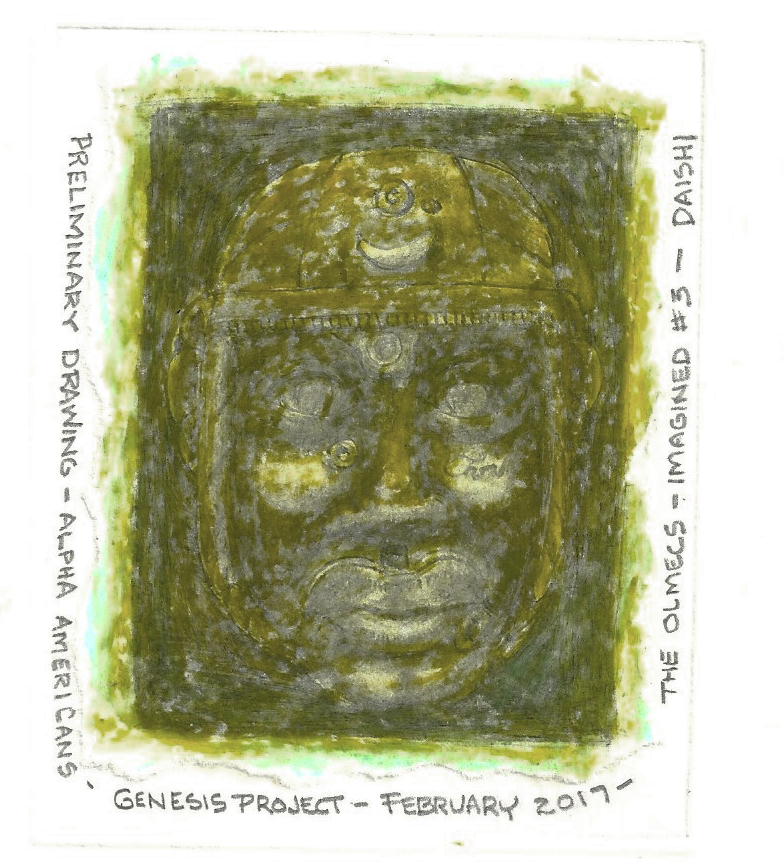 PRELIMINARY DRAWING - ALPHA AMERICANS
GENESIS PROJECT - FEBRUARY 2017 -
THE OLMECS - IMAGINED #3 - DAISHI